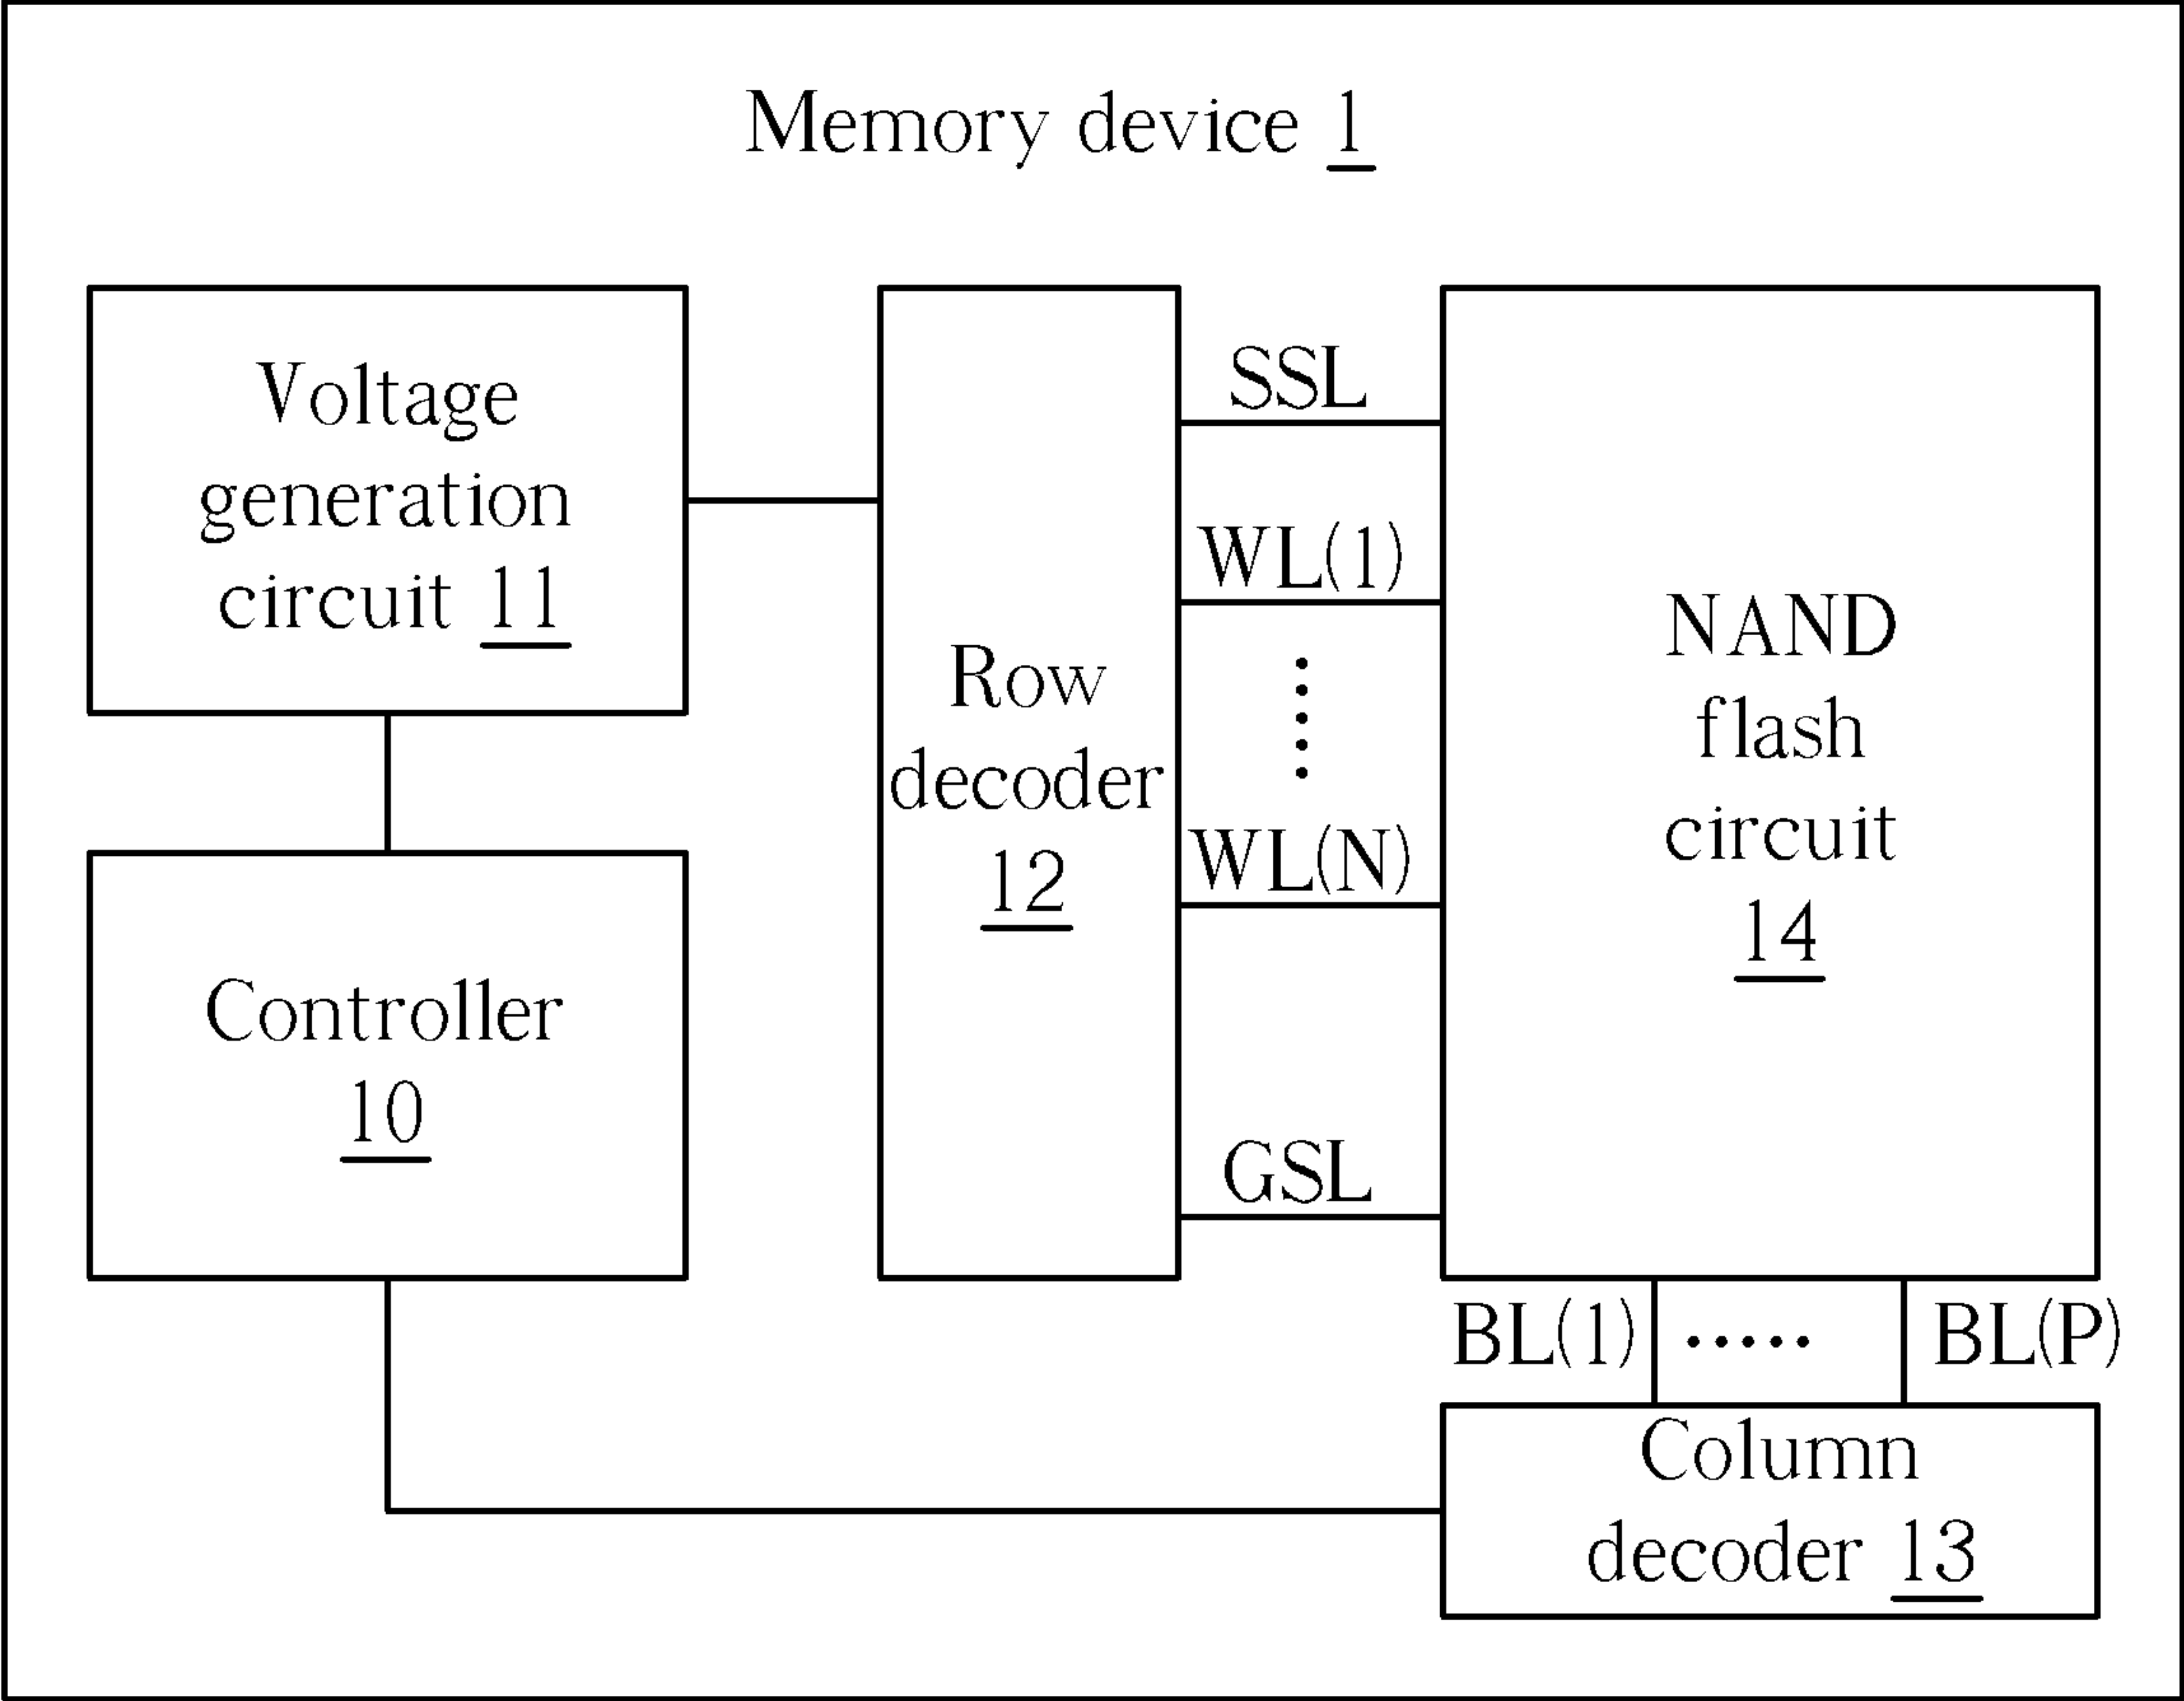 Memory device 1
Voltage
generation
circuit 11
Controller
10
Row
decoder
12
SSL
WL(1)
WL(N)
GSL
NAND
flash
circuit
14
BL(1)
BL(P)
Column
decoder 13